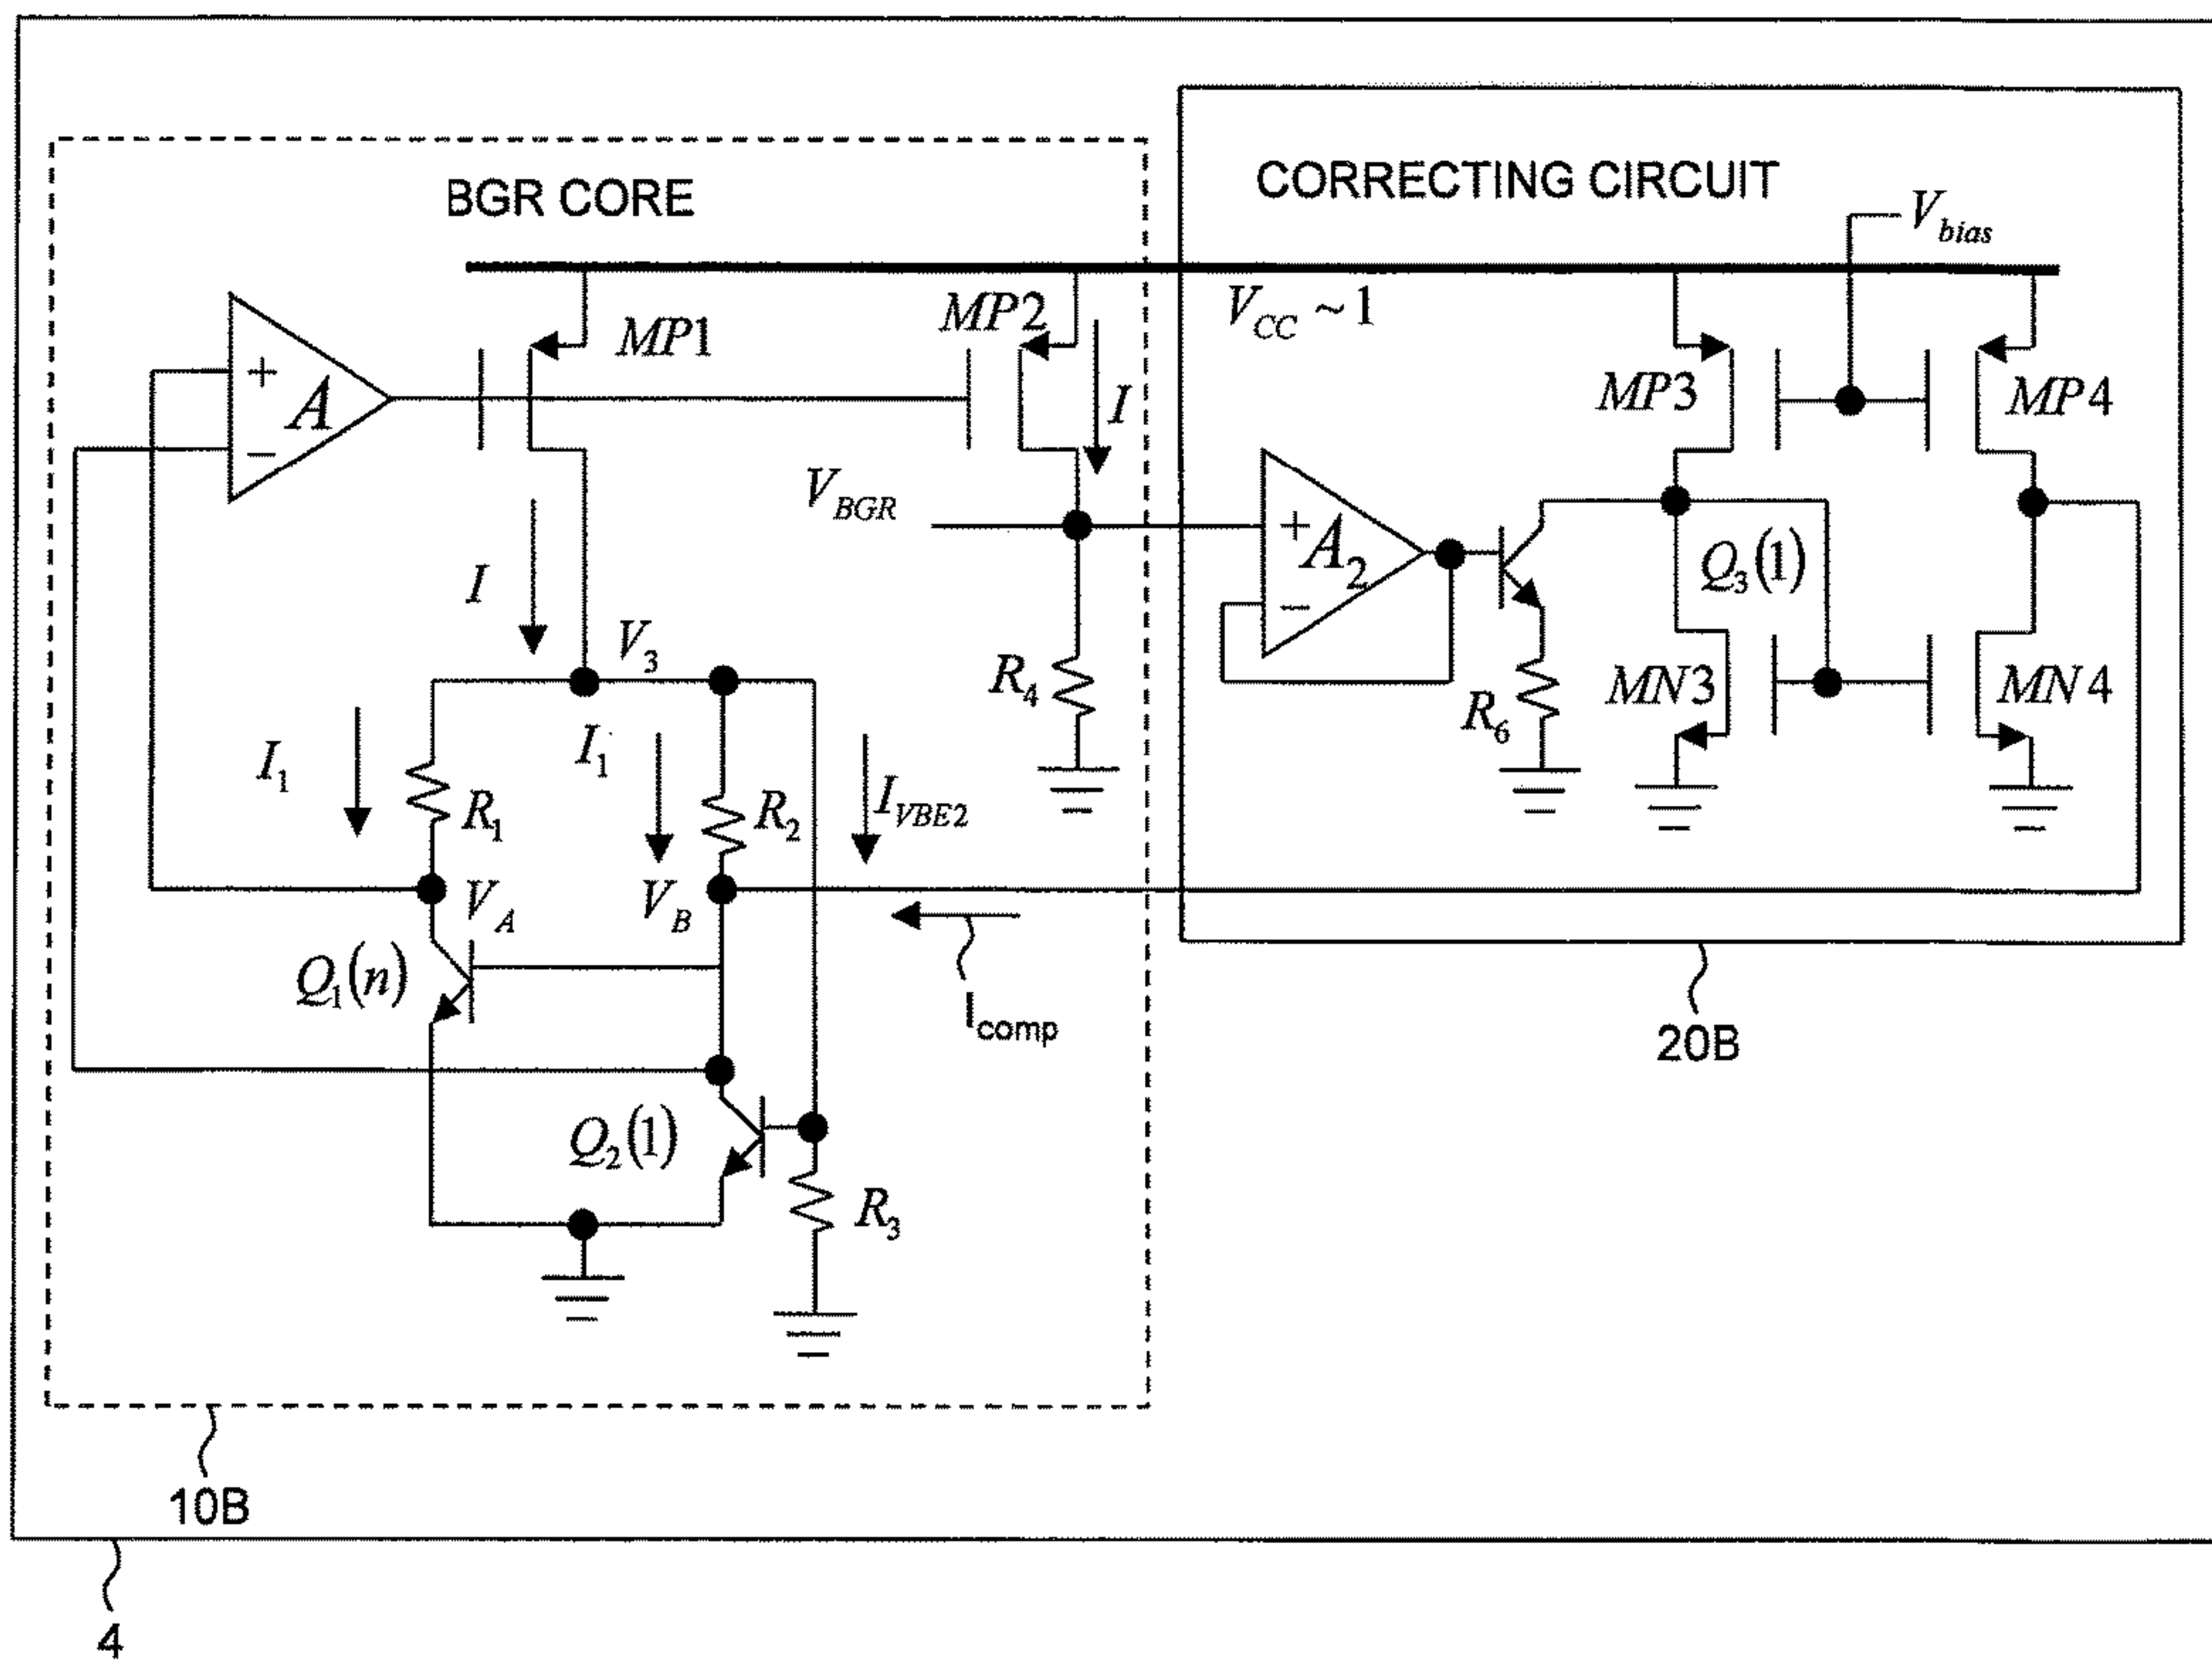 BGR CORE
CORRECTING CIRCUIT
V_bias
V_CC ~1
MP1
MP2
MP3
MP4
+
A
−
I
V_BGR
+
A_2
−
Q_3(1)
I
V_3
R_4
R_6
MN3
MN4
I_1
I_1
R_1
R_2
I_VBE2
V_A
V_B
Q_1(n)
I_comp
20B
Q_2(1)
R_3
10B
4